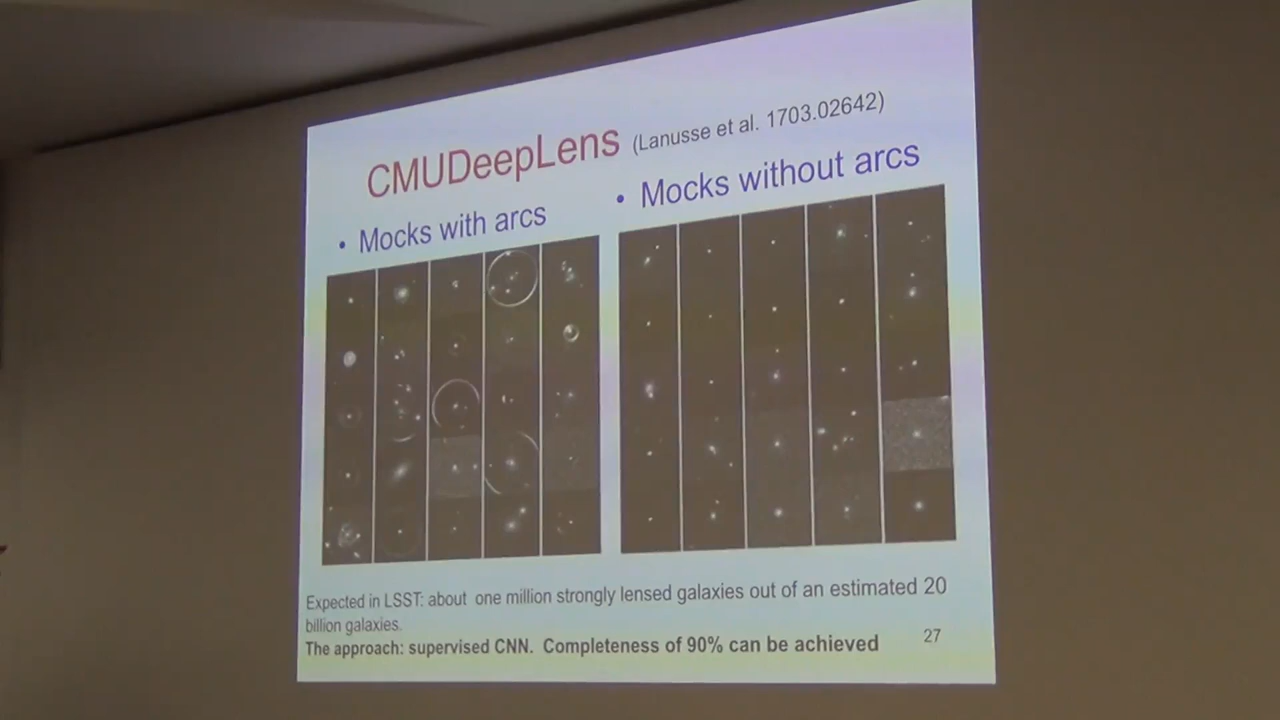 CMUDeepLens (Lanusse et al. 1703.02642)
• Mocks with arcs
• Mocks without arcs
Expected in LSST: about one million strongly lensed galaxies out of an estimated 20
billion galaxies.
The approach: supervised CNN. Completeness of 90% can be achieved
27